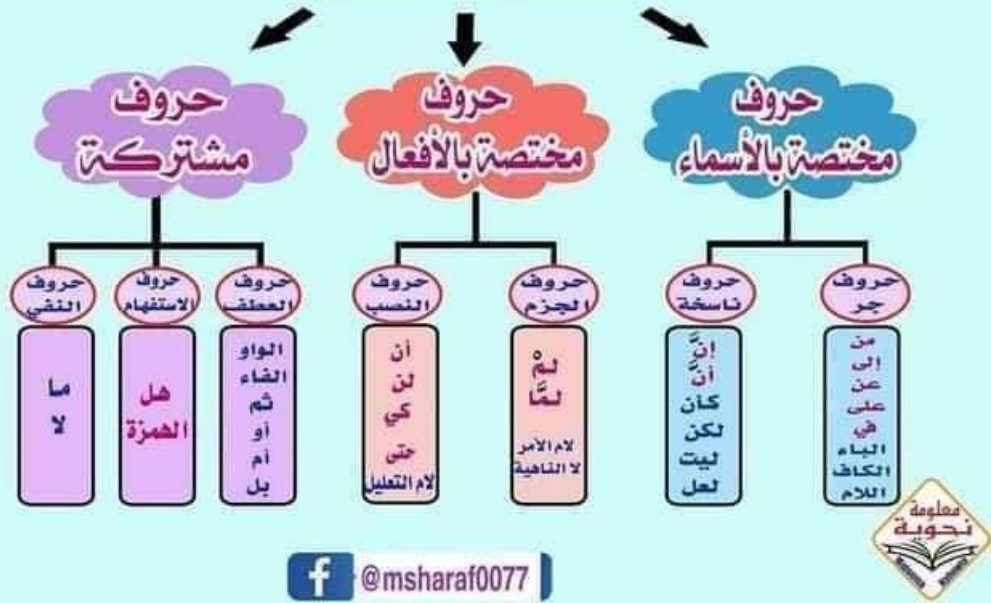 حروف
مختصة بالأسماء
حروف
مختصة بالأفعال
حروف
مشتركة
حروف
جر
من
إلى
عن
على
في
الباء
الكاف
اللام
حروف
ناسخة
إنَّ
أنَّ
كأن
لكن
ليت
لعل
حروف
الجزم
لمْ
لمَّا
لام الأمر
لا الناهية
حروف
النصب
أن
لن
كي
حتى
لام التعليل
حروف
العطف
الواو
الفاء
ثم
أو
أم
بل
حروف
الاستفهام
هل
الهمزة
حروف
النفي
ما
لا
معلومة
نحوية
f @msharaf0077